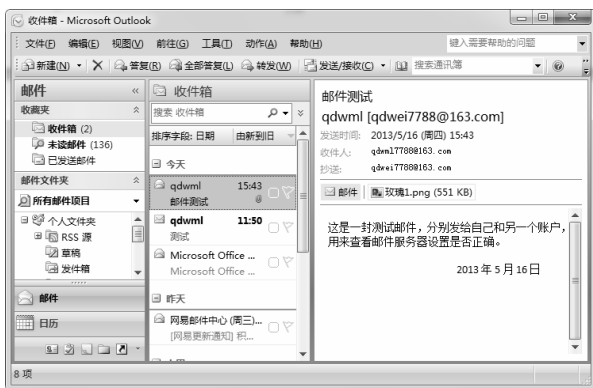 收件箱 - Microsoft Outlook
文件(F) 编辑(E) 视图(V) 前往(G) 工具(T) 动作(A) 帮助(H) 键入需要帮助的问题
新建(N) 答复(R) 全部答复(L) 转发(W) 发送/接收(C) 搜索通讯簿
邮件
收藏夹
收件箱 (2)
未读邮件 (136)
已发送邮件
邮件文件夹
所有邮件项目
个人文件夹
RSS 源
草稿
发件箱
邮件
日历
收件箱
搜索 收件箱
排序字段: 日期 由新到旧
今天
qdwml 15:43
邮件测试
qdwml 11:50
测试
Microsoft Office ...
Microsoft Office ...
昨天
网易邮件中心 (周三)...
[网易更新通知] 积...
邮件测试
qdwml [qdwei7788@163.com]
发送时间: 2013/5/16 (周四) 15:43
收件人: qdwml7788@163.com
抄送: qdwei7788@163.com
邮件 玫瑰1.png (551 KB)
这是一封测试邮件，分别发给自己和另一个账户，
用来查看邮件服务器设置是否正确。
2013 年 5 月 16 日
8 项